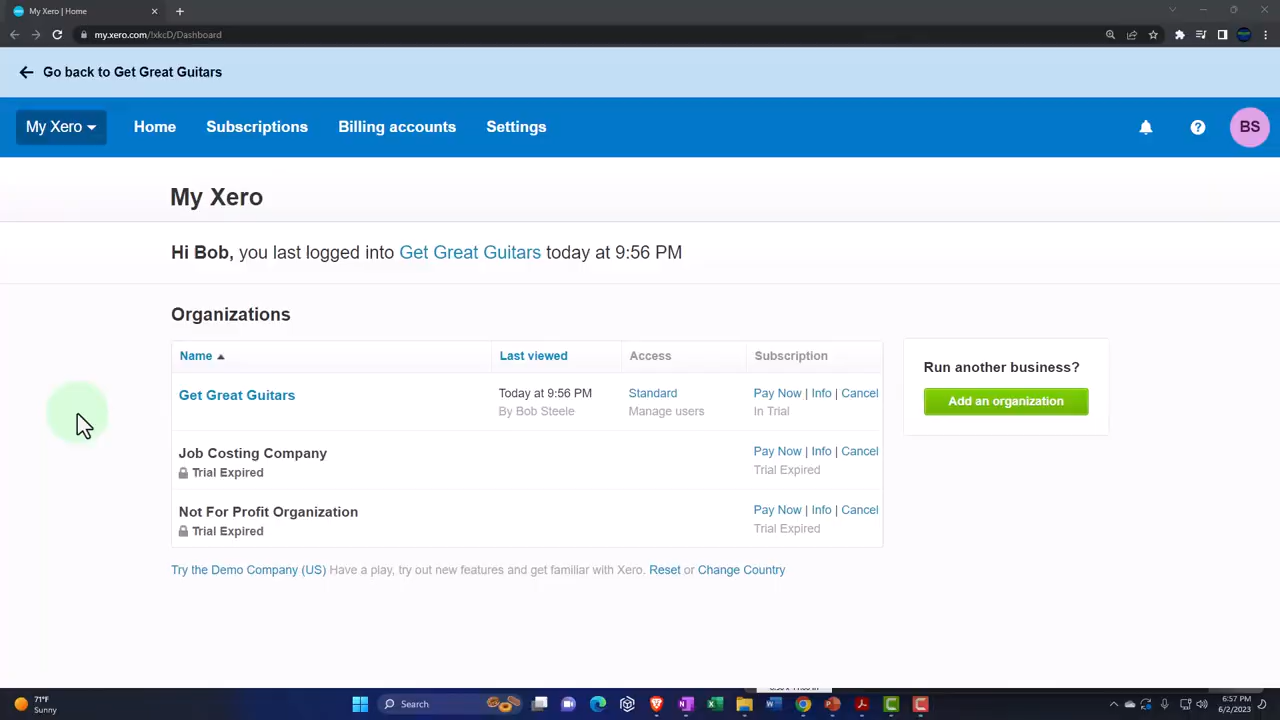 My Xero | Home
my.xero.com/!xkcD/Dashboard
Go back to Get Great Guitars
My Xero Home Subscriptions Billing accounts Settings BS
My Xero
Hi Bob, you last logged into Get Great Guitars today at 9:56 PM
Organizations
Name Last viewed Access Subscription
Get Great Guitars Today at 9:56 PM Standard Pay Now | Info | Cancel
By Bob Steele Manage users In Trial
Job Costing Company Pay Now | Info | Cancel
Trial Expired Trial Expired
Not For Profit Organization Pay Now | Info | Cancel
Trial Expired Trial Expired
Try the Demo Company (US) Have a play, try out new features and get familiar with Xero. Reset or Change Country
Run another business?
Add an organization
71°F
Sunny
Search
6:57 PM
6/2/2023